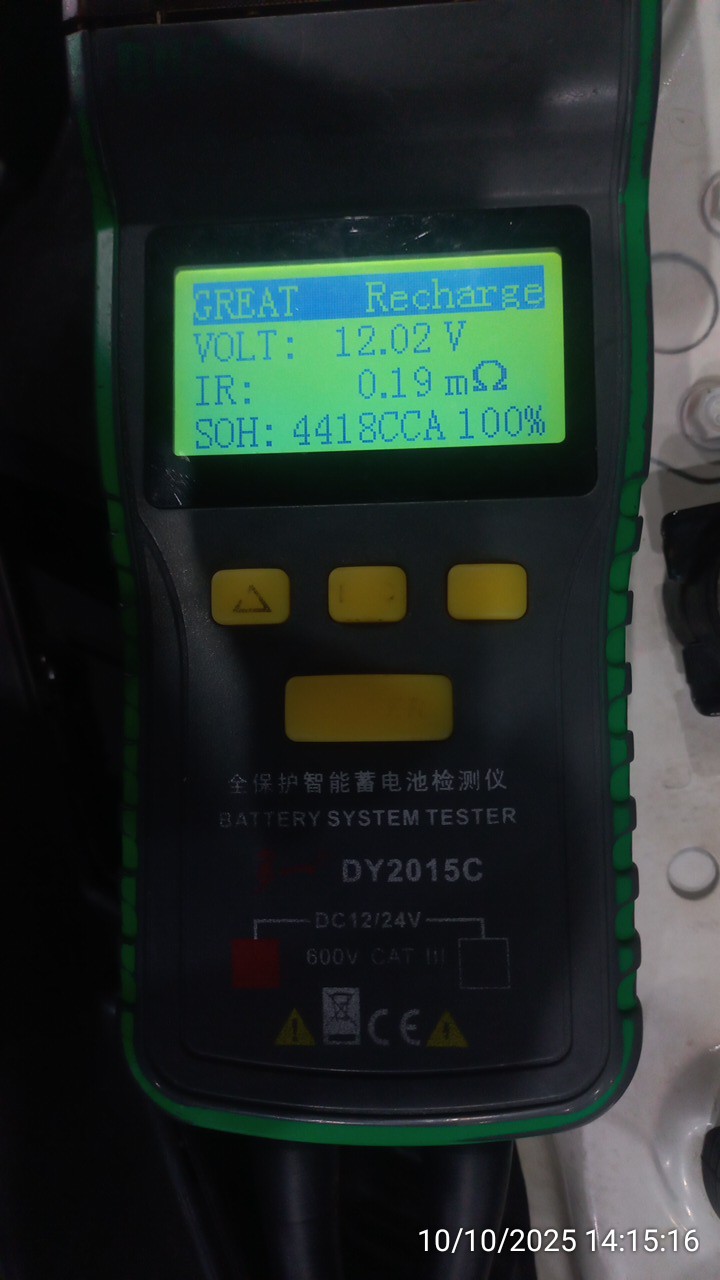 GREAT Recharge
VOLT: 12.02 V
IR: 0.19 mΩ
SOH: 4418CCA 100%
全保护智能蓄电池检测仪
BATTERY SYSTEM TESTER
DY2015C
DC12/24V
600V CAT III
CE
10/10/2025 14:15:16